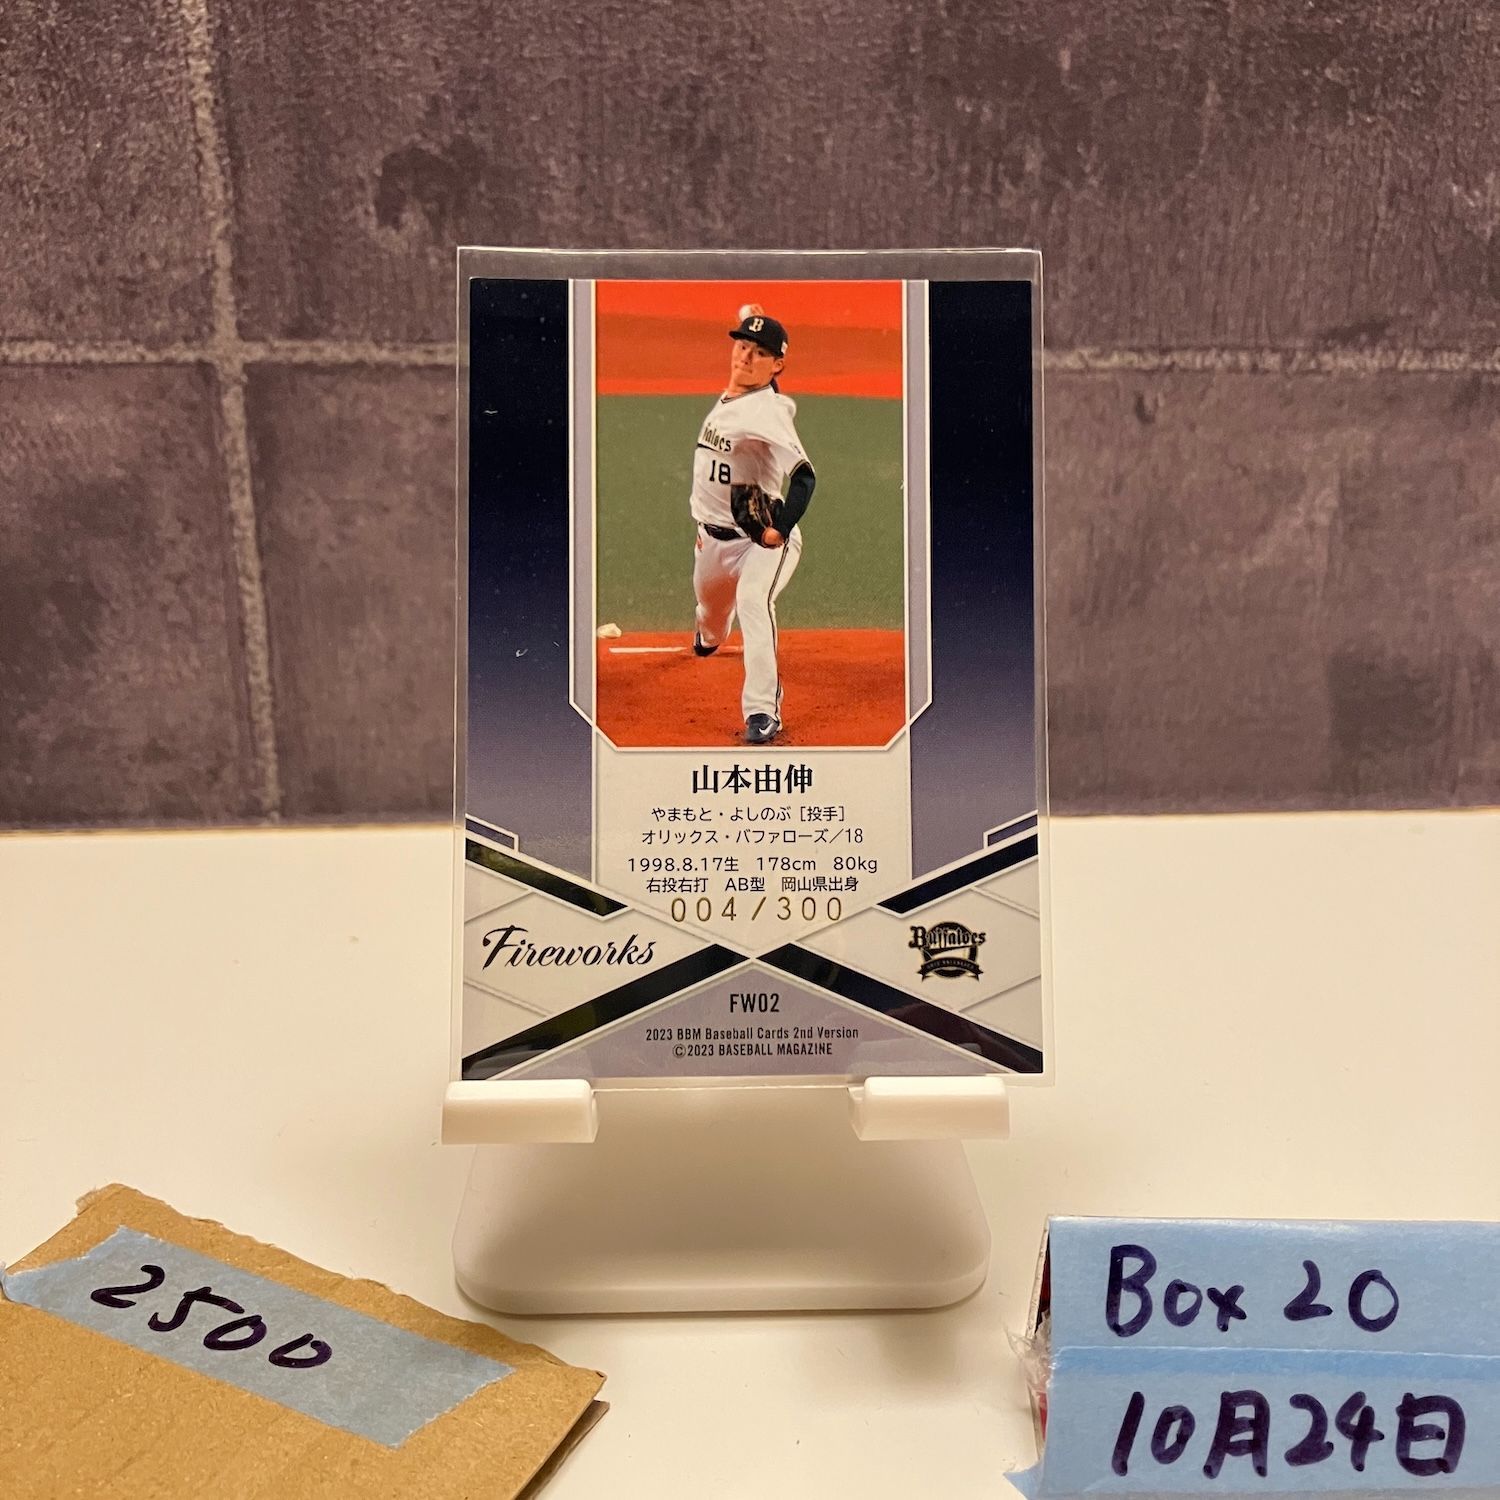 B
faloes
18
山本由伸
やまもと・よしのぶ［投手］
オリックス・バファローズ／18
1998.8.17生 178cm 80kg
右投右打 AB型 岡山県出身
004/300
Fireworks
Buffaloes
FW02
2023 BBM Baseball Cards 2nd Version
©2023 BASEBALL MAGAZINE
2500
Box 20
10月24日